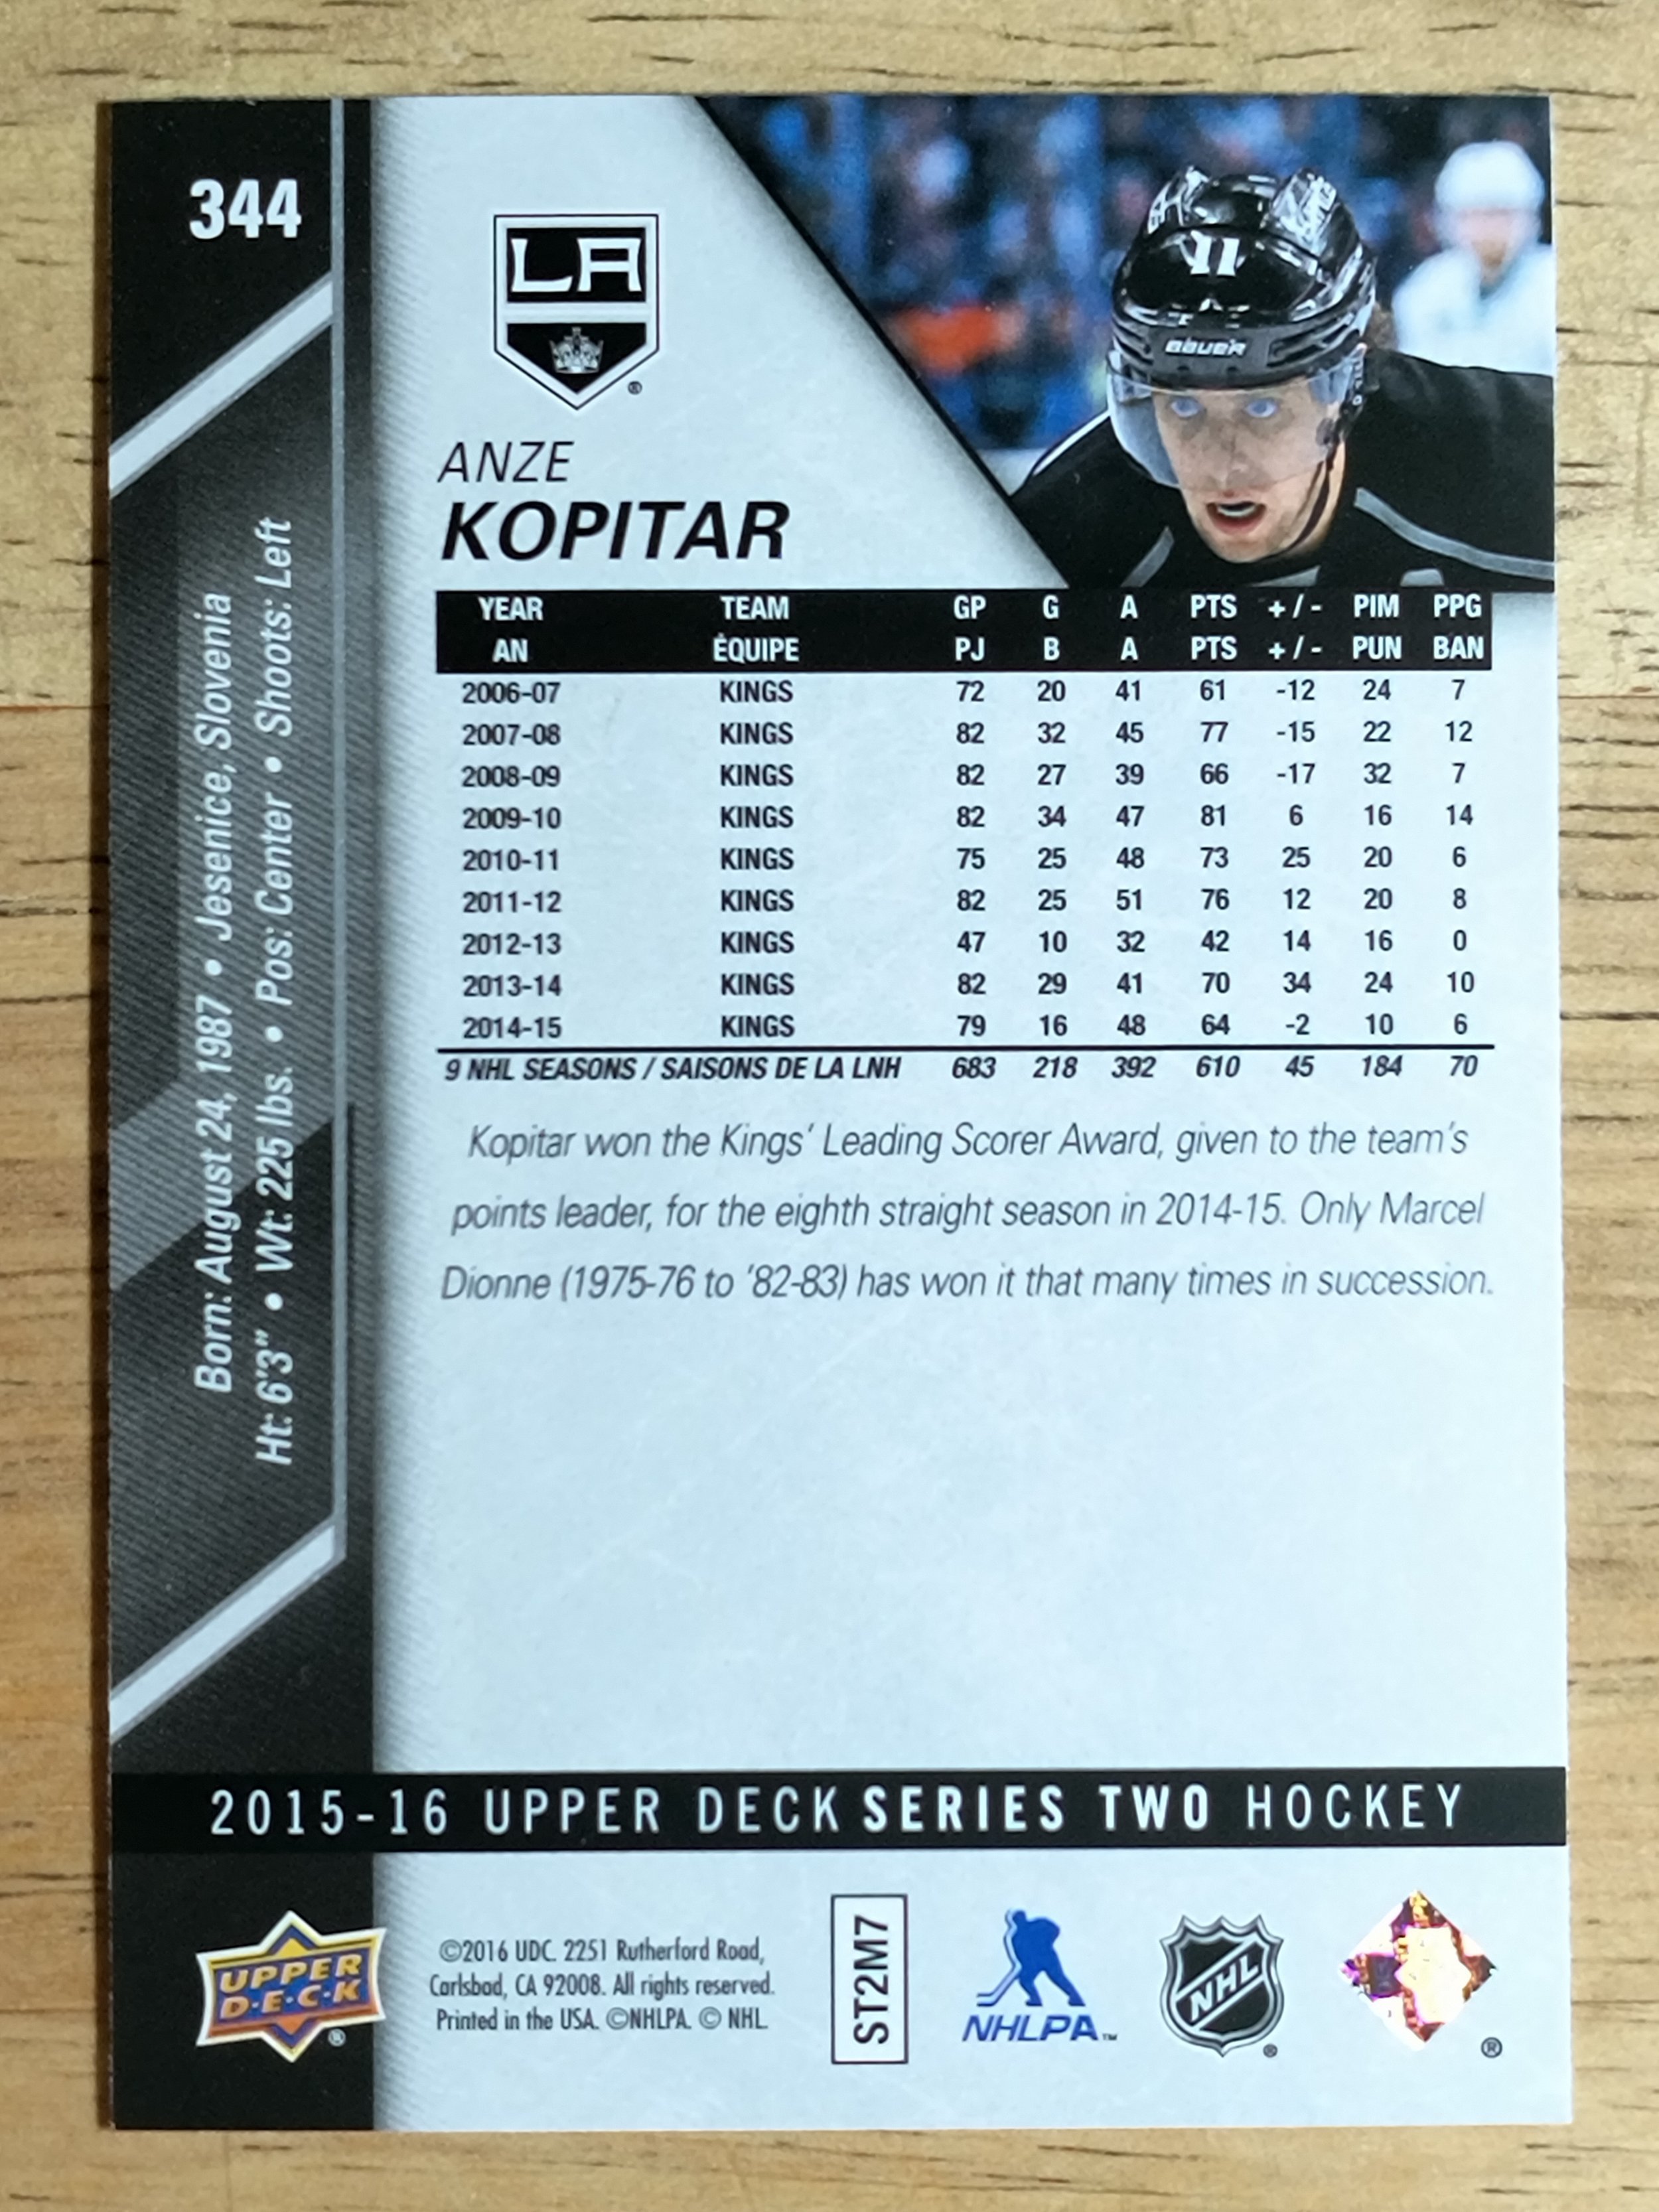 344
Born: August 24, 1987 • Jesenice, Slovenia
Ht: 6'3" • Wt: 225 lbs. • Pos: Center • Shoots: Left
LA
®
11
BAUER
ANZE
KOPITAR
YEAR TEAM GP G A PTS +/- PIM PPG
AN ÉQUIPE PJ B A PTS +/- PUN BAN
2006-07 KINGS 72 20 41 61 -12 24 7
2007-08 KINGS 82 32 45 77 -15 22 12
2008-09 KINGS 82 27 39 66 -17 32 7
2009-10 KINGS 82 34 47 81 6 16 14
2010-11 KINGS 75 25 48 73 25 20 6
2011-12 KINGS 82 25 51 76 12 20 8
2012-13 KINGS 47 10 32 42 14 16 0
2013-14 KINGS 82 29 41 70 34 24 10
2014-15 KINGS 79 16 48 64 -2 10 6
9 NHL SEASONS / SAISONS DE LA LNH 683 218 392 610 45 184 70
Kopitar won the Kings' Leading Scorer Award, given to the team's
points leader, for the eighth straight season in 2014-15. Only Marcel
Dionne (1975-76 to '82-83) has won it that many times in succession.
2015-16 UPPER DECK SERIES TWO HOCKEY
UPPER
D·E·C·K
®
©2016 UDC. 2251 Rutherford Road,
Carlsbad, CA 92008. All rights reserved.
Printed in the USA. ©NHLPA. © NHL.
ST2M7
NHLPA™
NHL
®
®